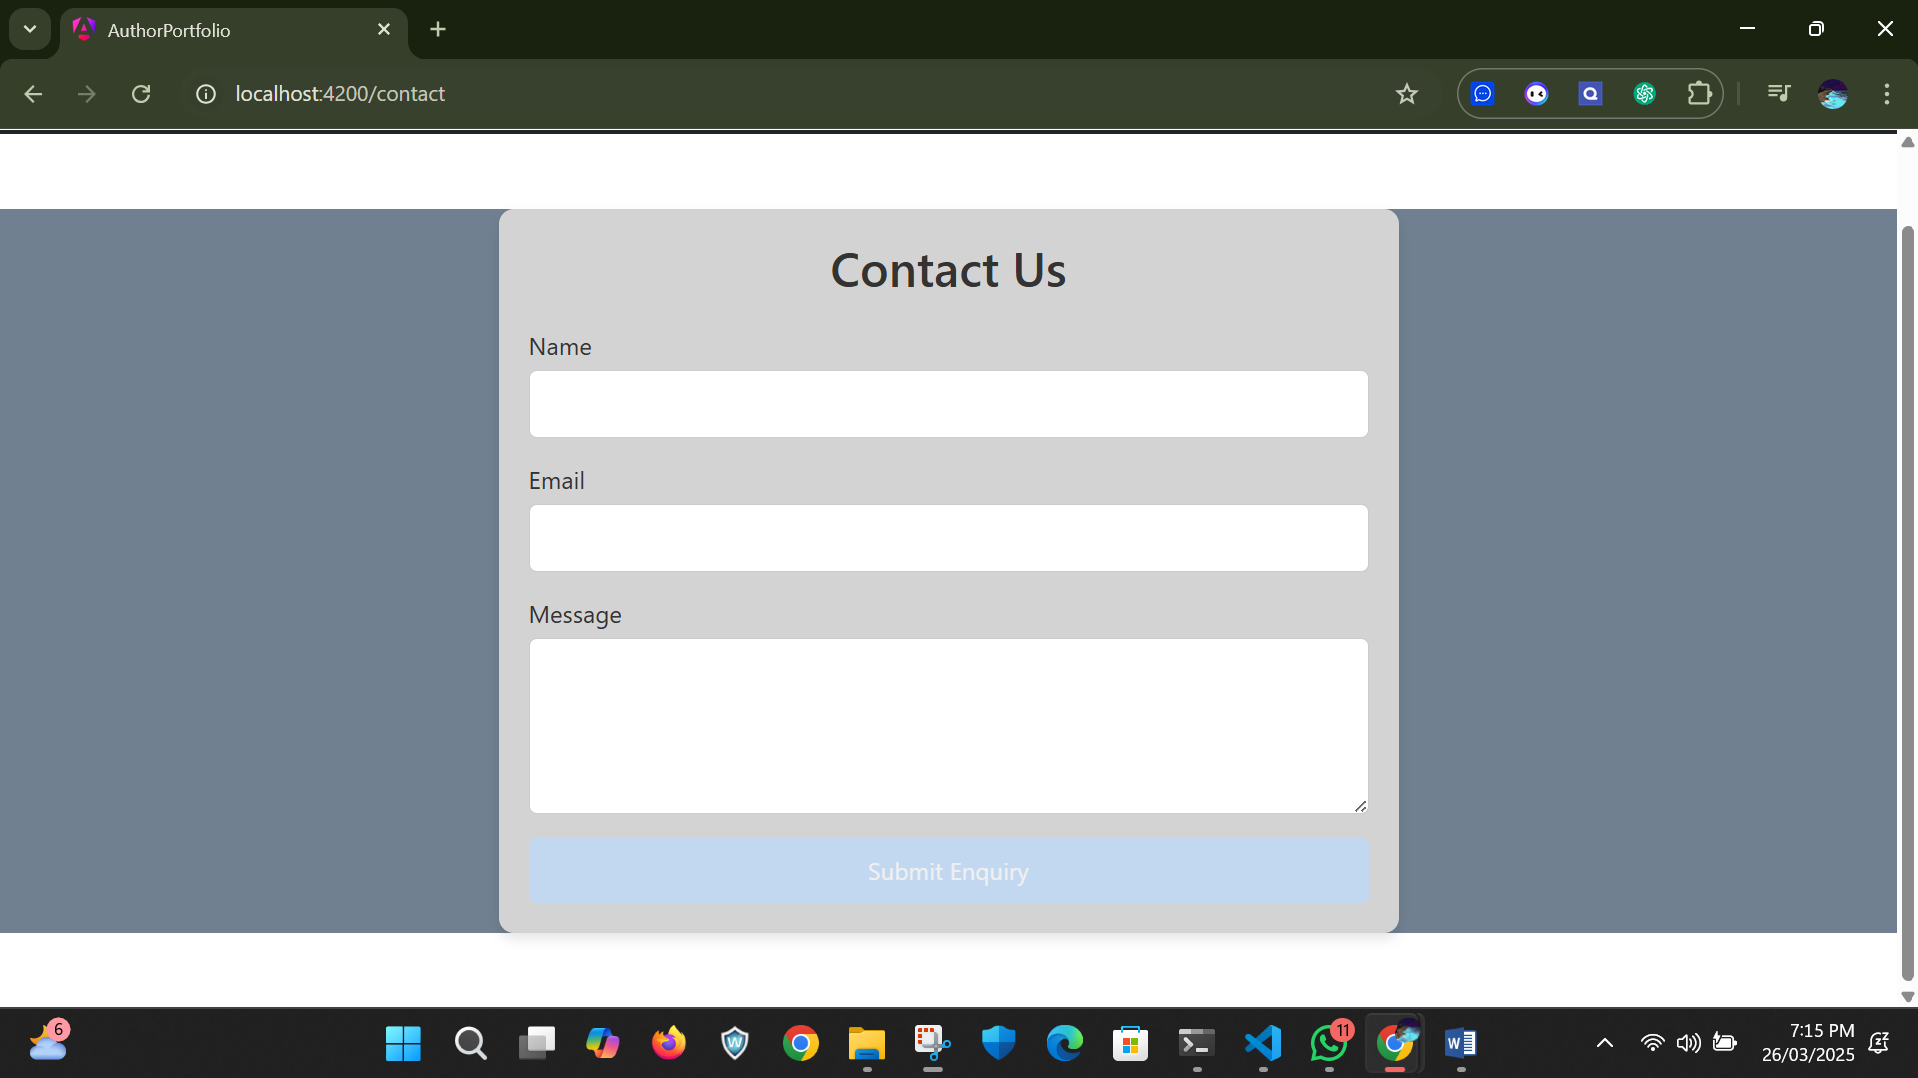 AuthorPortfolio
localhost:4200/contact
Contact Us
Name
Email
Message
Submit Enquiry
6
11
7:15 PM
26/03/2025